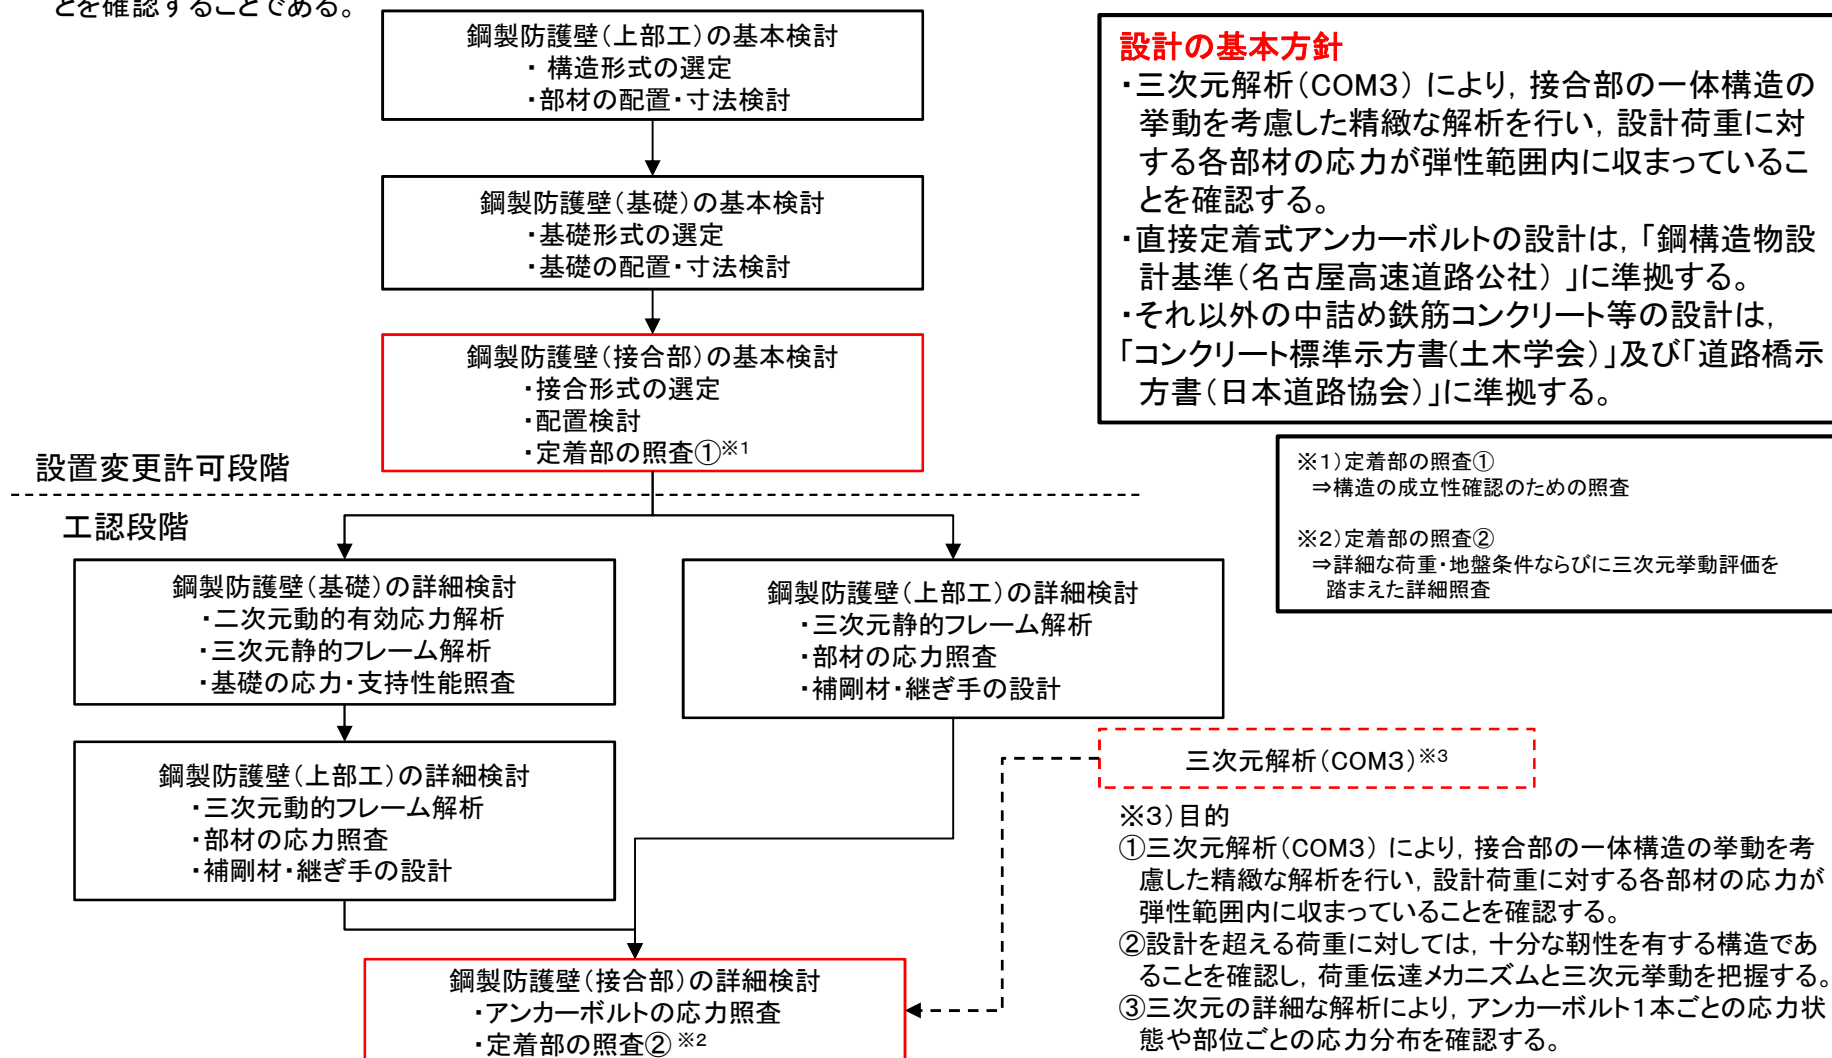 とを確認することである。
鋼製防護壁（上部工）の基本検討
・構造形式の選定
・部材の配置・寸法検討
鋼製防護壁（基礎）の基本検討
・基礎形式の選定
・基礎の配置・寸法検討
鋼製防護壁（接合部）の基本検討
・接合形式の選定
・配置検討
・定着部の照査①※1
設置変更許可段階
工認段階
鋼製防護壁（基礎）の詳細検討
・二次元動的有効応力解析
・三次元静的フレーム解析
・基礎の応力・支持性能照査
鋼製防護壁（上部工）の詳細検討
・三次元静的フレーム解析
・部材の応力照査
・補剛材・継ぎ手の設計
鋼製防護壁（上部工）の詳細検討
・三次元動的フレーム解析
・部材の応力照査
・補剛材・継ぎ手の設計
鋼製防護壁（接合部）の詳細検討
・アンカーボルトの応力照査
・定着部の照査②※2
設計の基本方針
・三次元解析（COM3）により，接合部の一体構造の
挙動を考慮した精緻な解析を行い，設計荷重に対
する各部材の応力が弾性範囲内に収まっているこ
とを確認する。
・直接定着式アンカーボルトの設計は，「鋼構造物設
計基準（名古屋高速道路公社）」に準拠する。
・それ以外の中詰め鉄筋コンクリート等の設計は，
「コンクリート標準示方書(土木学会)」及び「道路橋示
方書（日本道路協会）」に準拠する。
※1）定着部の照査①
⇒構造の成立性確認のための照査
※2）定着部の照査②
⇒詳細な荷重・地盤条件ならびに三次元挙動評価を
踏まえた詳細照査
三次元解析（COM3）※3
※3）目的
①三次元解析（COM3）により，接合部の一体構造の挙動を考
慮した精緻な解析を行い，設計荷重に対する各部材の応力が
弾性範囲内に収まっていることを確認する。
②設計を超える荷重に対しては，十分な靭性を有する構造であ
ることを確認し，荷重伝達メカニズムと三次元挙動を把握する。
③三次元の詳細な解析により，アンカーボルト1本ごとの応力状
態や部位ごとの応力分布を確認する。